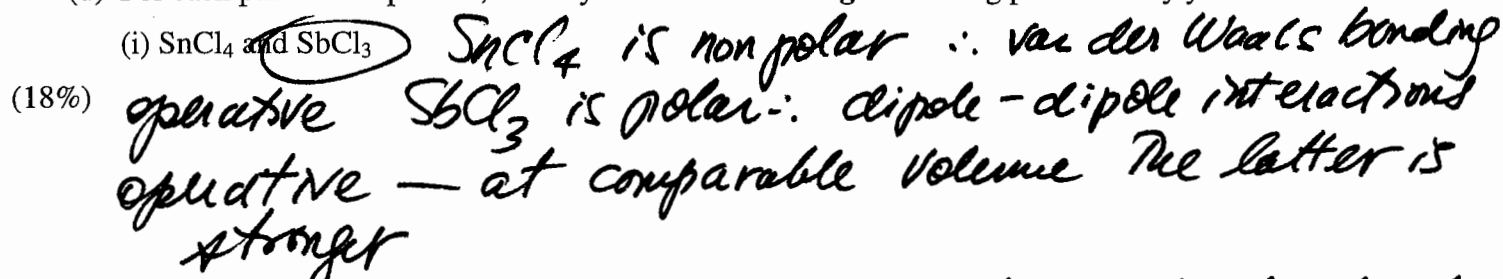 (i) SnCl₄ and SbCl₃ SnCl₄ is nonpolar ∴ van der Waals bonding
(18%) operative SbCl₃ is polar ∴ dipole-dipole interactions
operative — at comparable volume The latter is
stronger